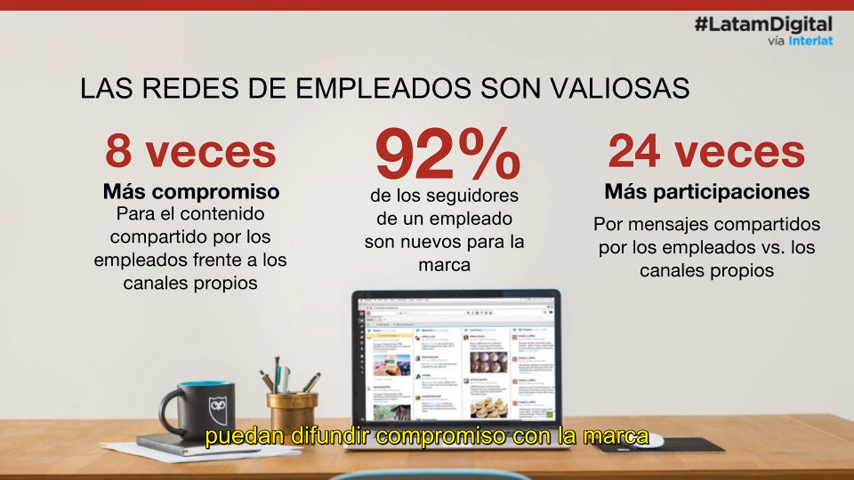 #LatamDigital
vía Interlat
LAS REDES DE EMPLEADOS SON VALIOSAS
8 veces
Más compromiso
Para el contenido
compartido por los
empleados frente a los
canales propios
92%
de los seguidores
de un empleado
son nuevos para la
marca
24 veces
Más participaciones
Por mensajes compartidos
por los empleados vs. los
canales propios
puedan difundir compromiso con la marca